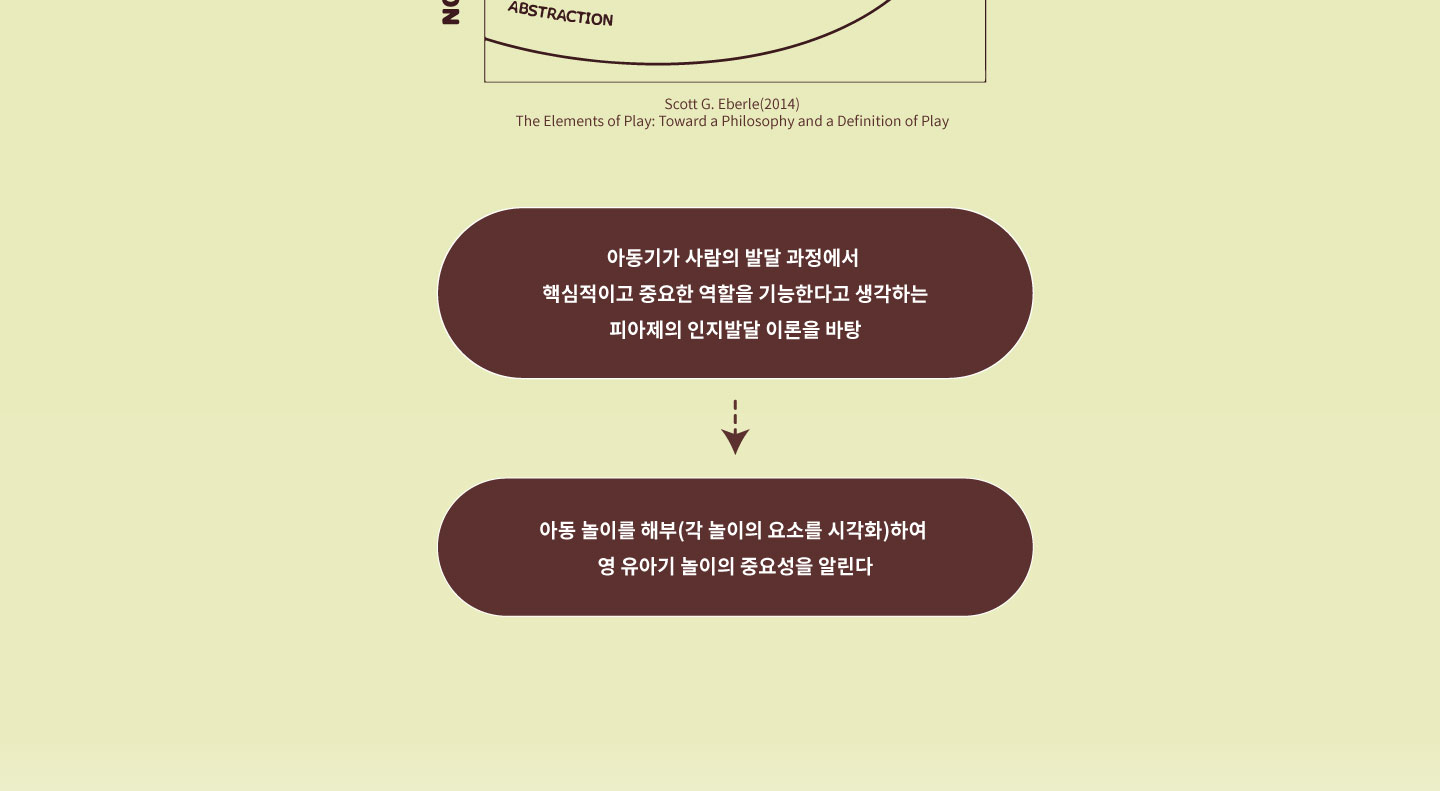 ABSTRACTION
Scott G. Eberle(2014)
The Elements of Play: Toward a Philosophy and a Definition of Play
아동기가 사람의 발달 과정에서
핵심적이고 중요한 역할을 기능한다고 생각하는
피아제의 인지발달 이론을 바탕
아동 놀이를 해부(각 놀이의 요소를 시각화)하여
영 유아기 놀이의 중요성을 알린다